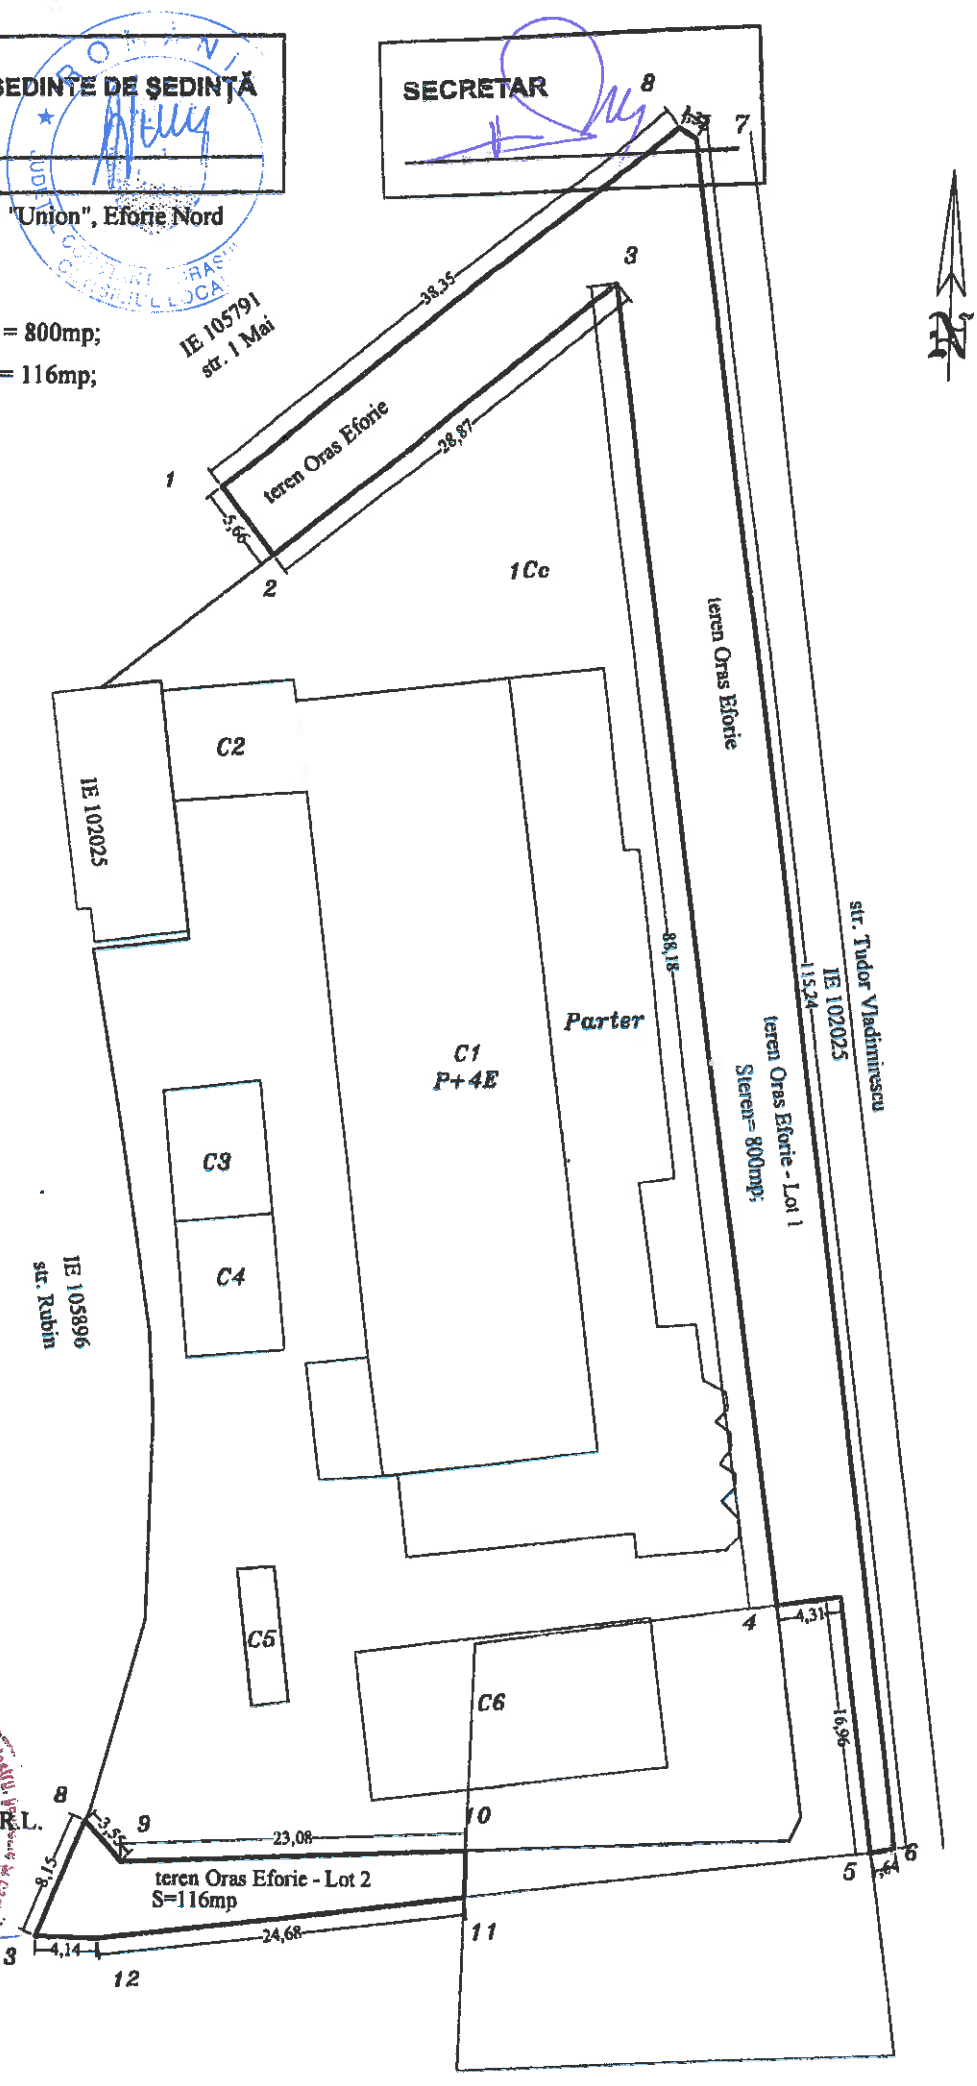 ROMÂNI
SEDINTE DE ŞEDINŢĂ
SECRETAR
"Union", Eforie Nord
= 800mp;
= 116mp;
N
8
7
3
38,35
IE 105791
str. 1 Mai
teren Oras Eforie
28,87
1
5,66
2
1Cc
teren Oras Eforie
C2
IE 102025
88,18
115,24
str. Tudor Vladimirescu
IE 102025
teren Oras Eforie - Lot 1
Steren= 800mp;
Parter
C1
P+4E
C3
C4
IE 105896
str. Rubin
C5
C6
4
4,31
16,96
8
R.L.
3,55
9
23,08
10
5
6
8,15
teren Oras Eforie - Lot 2
S=116mp
3
4,14
24,68
11
12